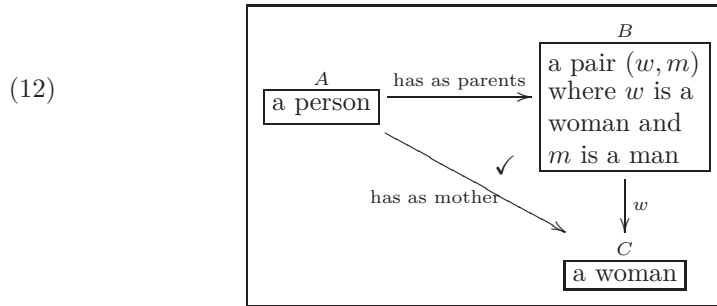 (12)
A
a person
has as parents
B
a pair (w, m)
where w is a
woman and
m is a man
✓
has as mother
w
C
a woman